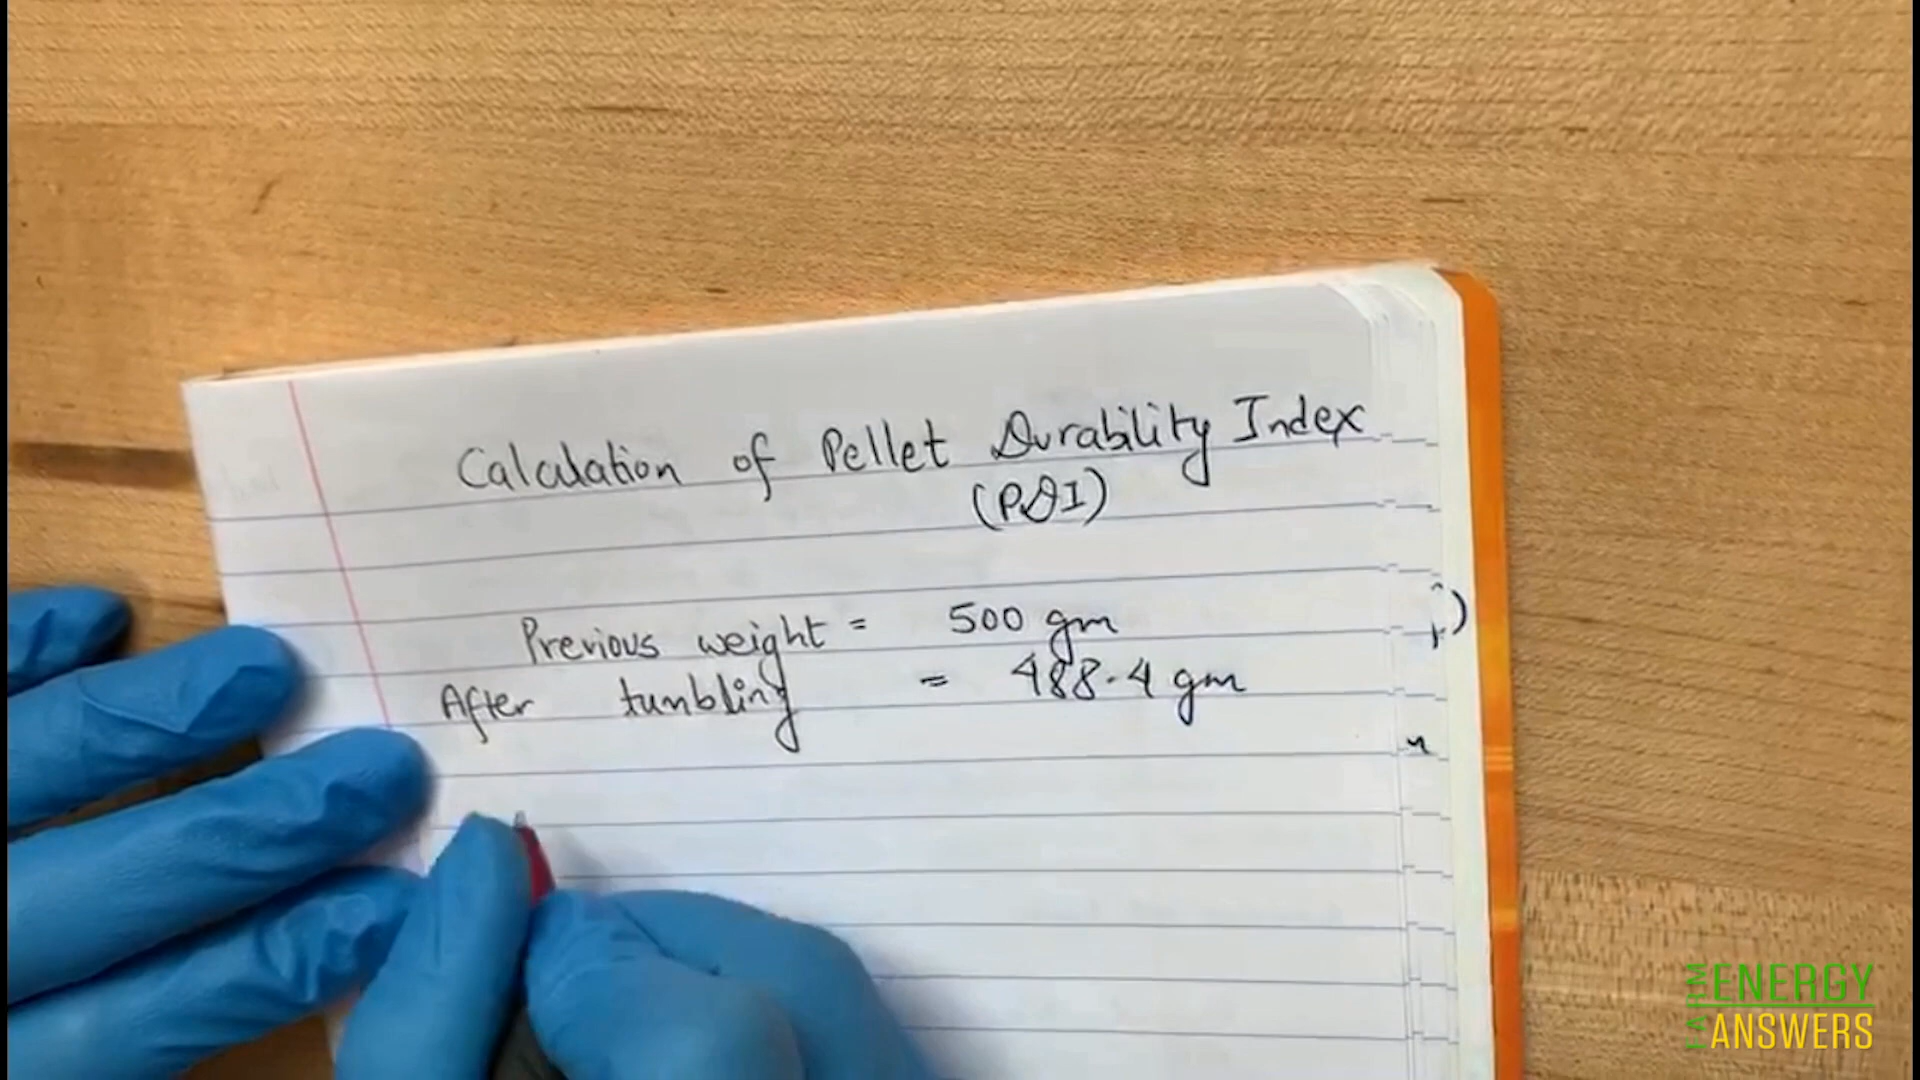 Calculation of Pellet Durability Index
(PDI)
Previous weight = 500 gm
After tumbling = 488.4 gm
FARM ENERGY ANSWERS